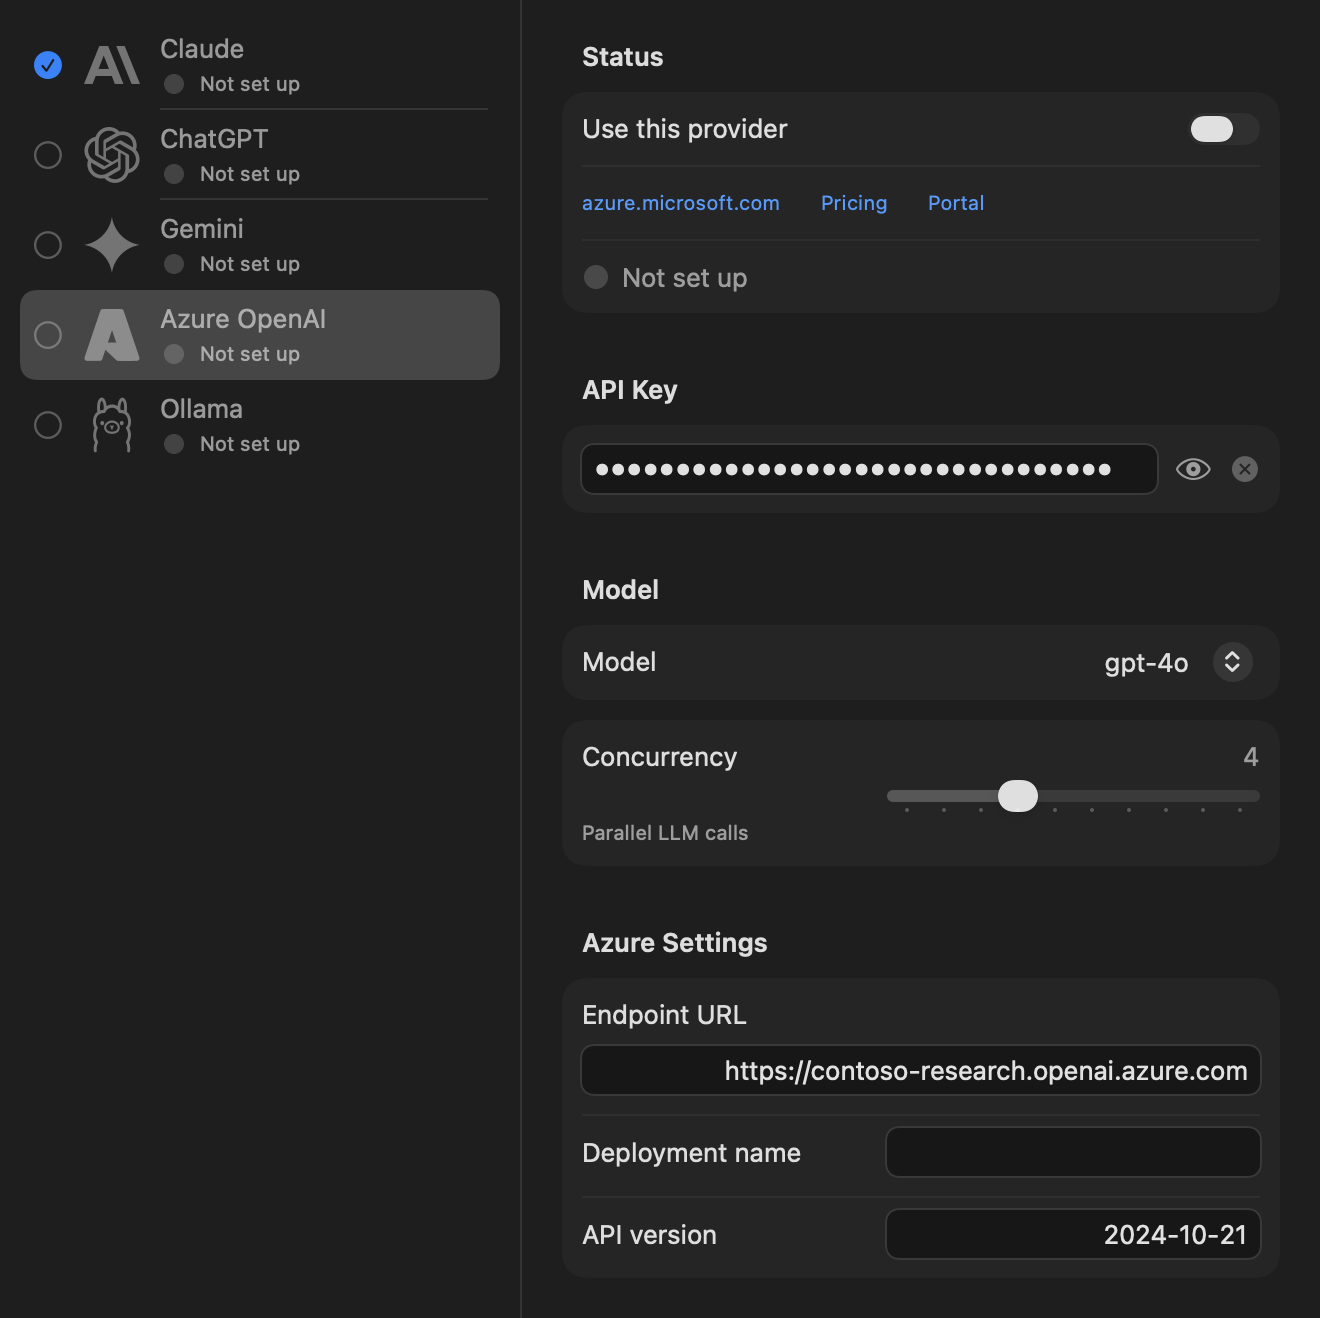 Claude
Not set up
ChatGPT
Not set up
Gemini
Not set up
Azure OpenAI
Not set up
Ollama
Not set up
Status
Use this provider
azure.microsoft.com Pricing Portal
Not set up
API Key
Model
Model gpt-4o
Concurrency 4
Parallel LLM calls
Azure Settings
Endpoint URL
https://contoso-research.openai.azure.com
Deployment name
API version 2024-10-21